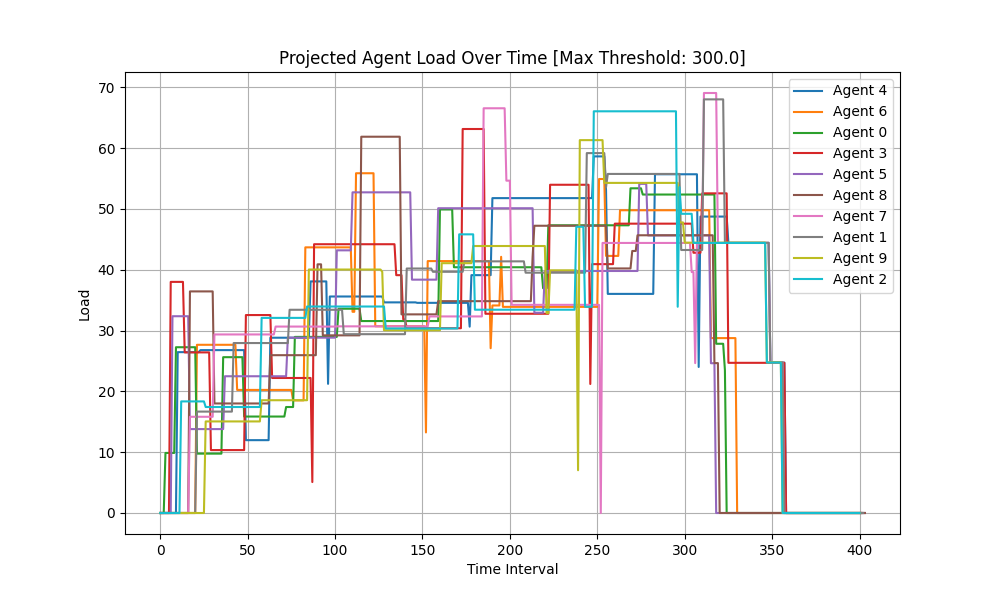 Projected Agent Load Over Time [Max Threshold: 300.0]
Load
70
60
50
40
30
20
10
0
0 50 100 150 200 250 300 350 400
Time Interval
Agent 4
Agent 6
Agent 0
Agent 3
Agent 5
Agent 8
Agent 7
Agent 1
Agent 9
Agent 2